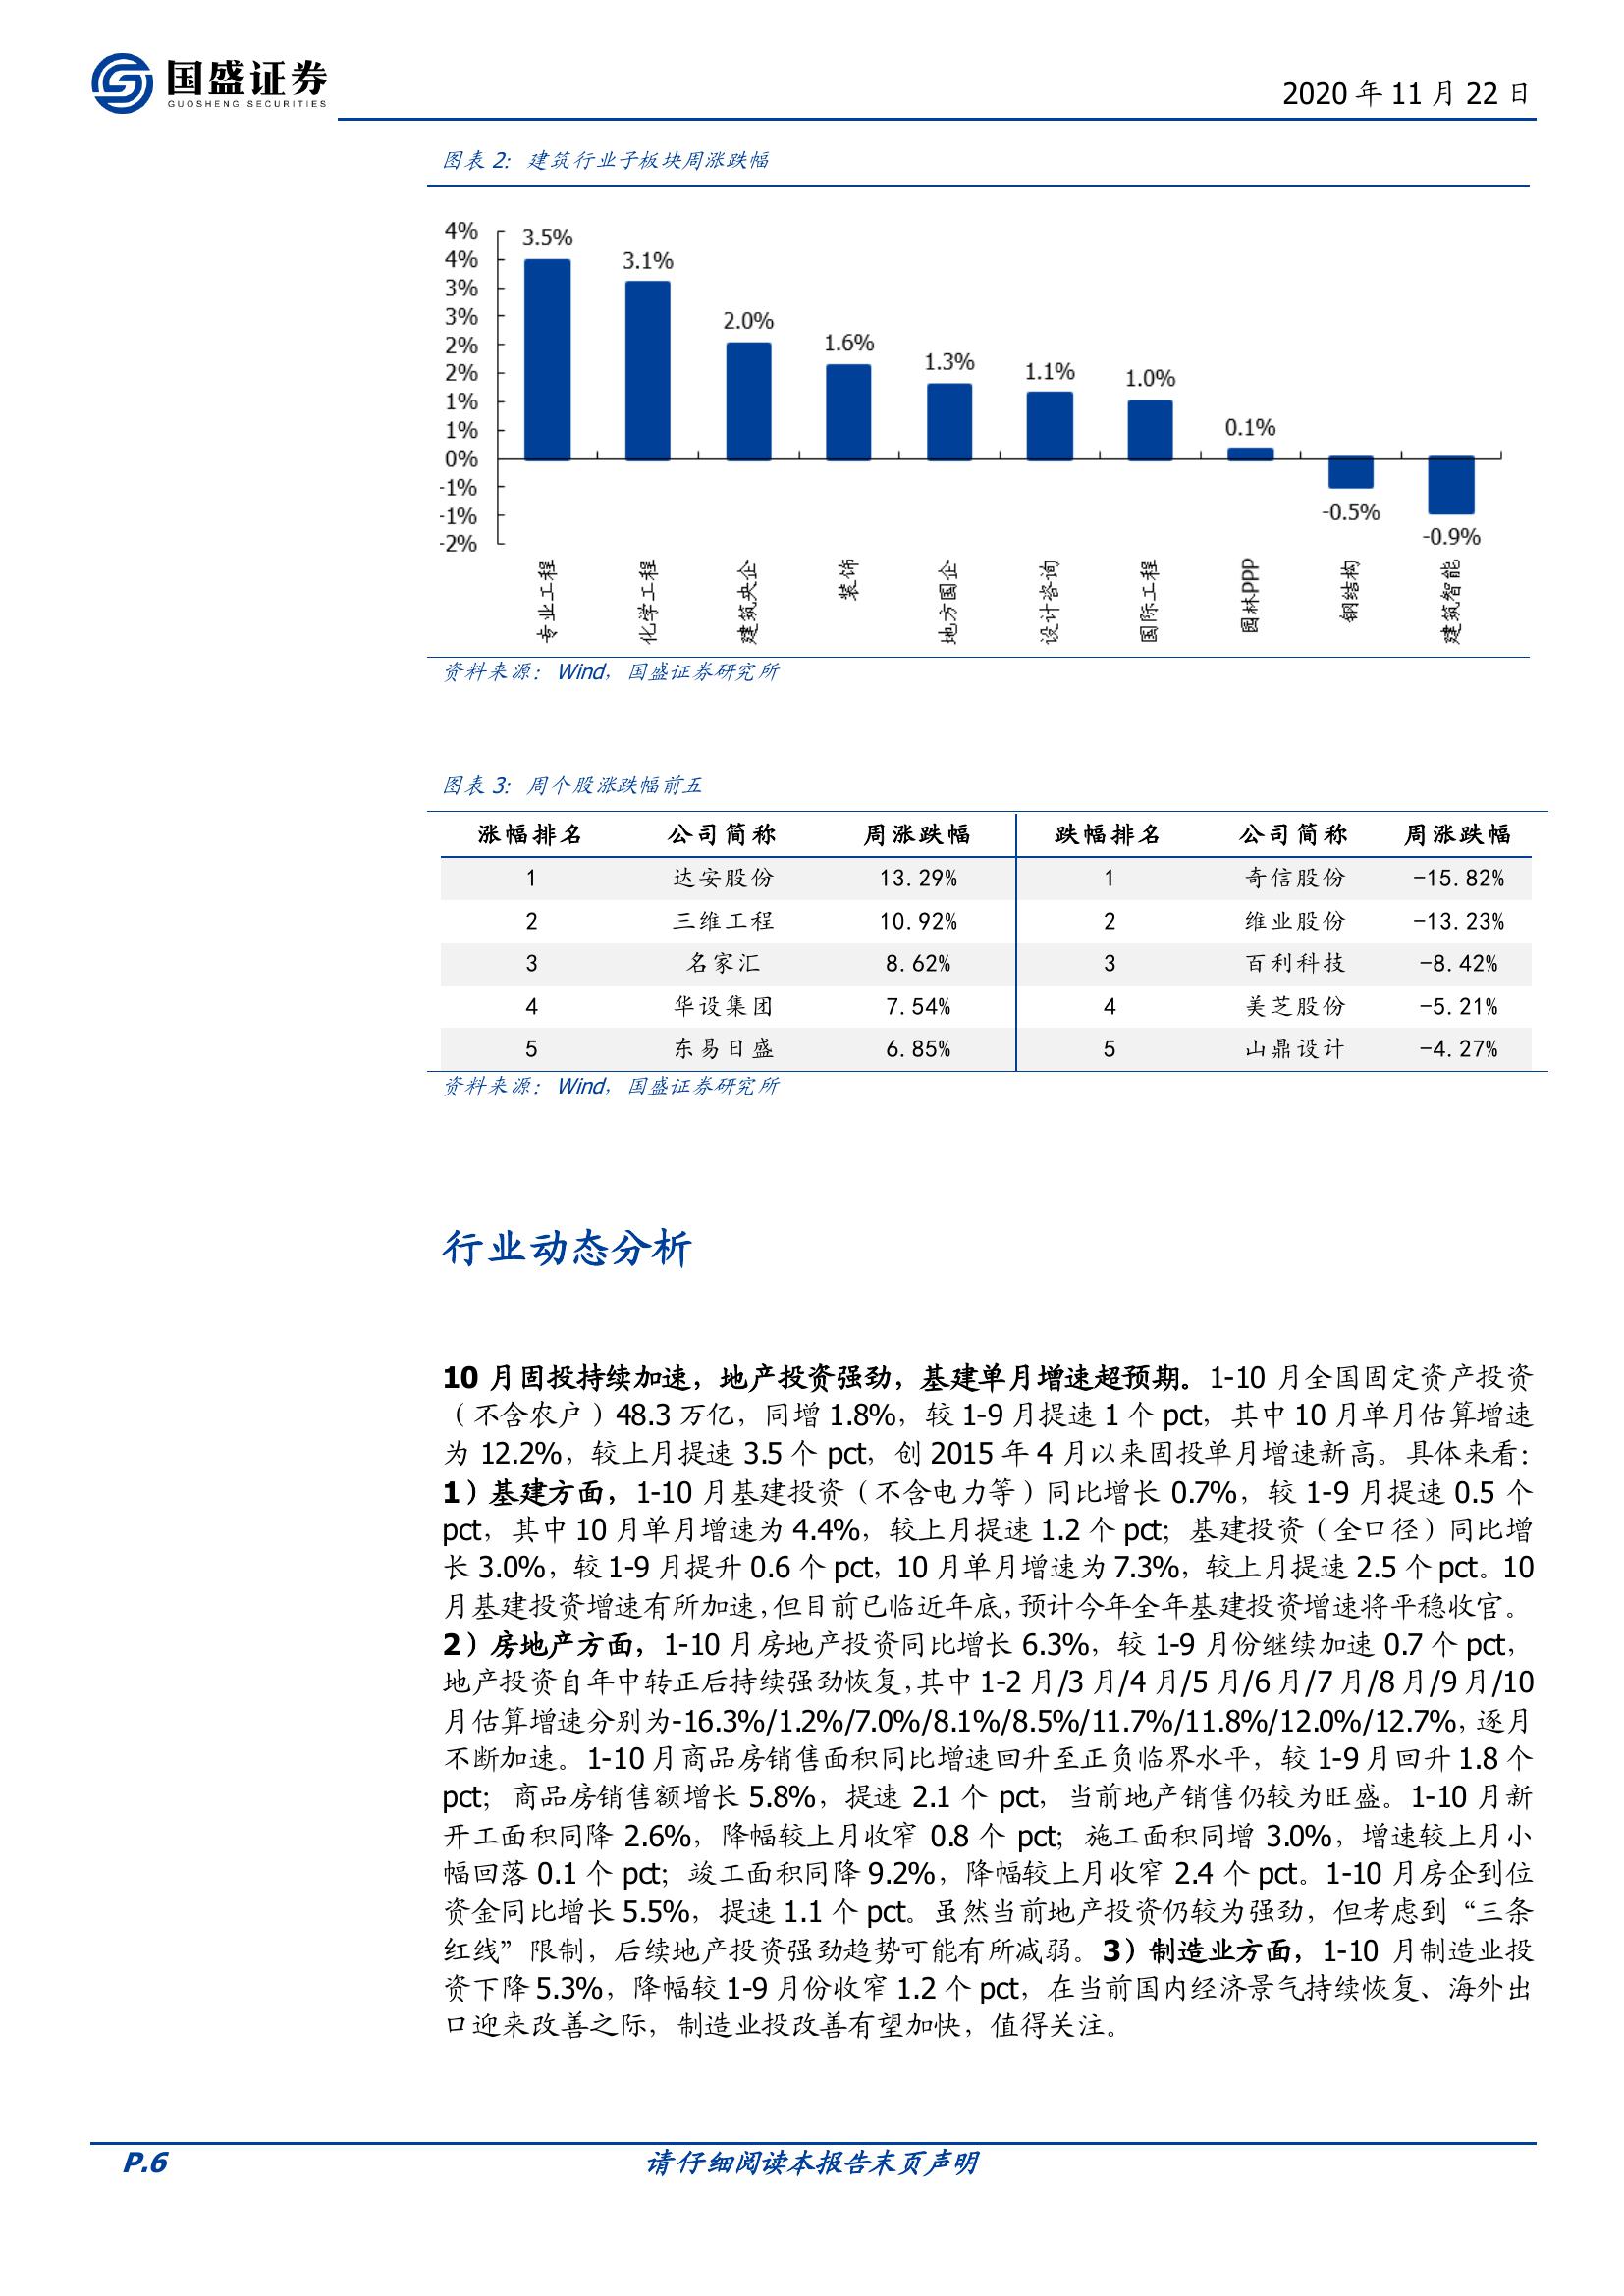 国盛证券
GUOSHENG SECURITIES
2020 年 11 月 22 日
图表 2：建筑行业子板块周涨跌幅
4%
4%
3%
3%
2%
2%
1%
1%
0%
-1%
-1%
-2%
3.5%
3.1%
2.0%
1.6%
1.3%
1.1%
1.0%
0.1%
-0.5%
-0.9%
专业工程
化学工程
建筑央企
装饰
地方国企
设计咨询
国际工程
园林PPP
钢结构
建筑智能
资料来源：Wind，国盛证券研究所
图表 3：周个股涨跌幅前五
涨幅排名 公司简称 周涨跌幅 跌幅排名 公司简称 周涨跌幅
1 达安股份 13.29% 1 奇信股份 -15.82%
2 三维工程 10.92% 2 维业股份 -13.23%
3 名家汇 8.62% 3 百利科技 -8.42%
4 华设集团 7.54% 4 美芝股份 -5.21%
5 东易日盛 6.85% 5 山鼎设计 -4.27%
资料来源：Wind，国盛证券研究所
行业动态分析
10 月固投持续加速，地产投资强劲，基建单月增速超预期。1-10 月全国固定资产投资
（不含农户）48.3 万亿，同增 1.8%，较 1-9 月提速 1 个 pct，其中 10 月单月估算增速
为 12.2%，较上月提速 3.5 个 pct，创 2015 年 4 月以来固投单月增速新高。具体来看：
1）基建方面，1-10 月基建投资（不含电力等）同比增长 0.7%，较 1-9 月提速 0.5 个
pct，其中 10 月单月增速为 4.4%，较上月提速 1.2 个 pct；基建投资（全口径）同比增
长 3.0%，较 1-9 月提升 0.6 个 pct，10 月单月增速为 7.3%，较上月提速 2.5 个 pct。10
月基建投资增速有所加速，但目前已临近年底，预计今年全年基建投资增速将平稳收官。
2）房地产方面，1-10 月房地产投资同比增长 6.3%，较 1-9 月份继续加速 0.7 个 pct，
地产投资自年中转正后持续强劲恢复，其中 1-2 月/3 月/4 月/5 月/6 月/7 月/8 月/9 月/10
月估算增速分别为-16.3%/1.2%/7.0%/8.1%/8.5%/11.7%/11.8%/12.0%/12.7%，逐月
不断加速。1-10 月商品房销售面积同比增速回升至正负临界水平，较 1-9 月回升 1.8 个
pct；商品房销售额增长 5.8%，提速 2.1 个 pct，当前地产销售仍较为旺盛。1-10 月新
开工面积同降 2.6%，降幅较上月收窄 0.8 个 pct；施工面积同增 3.0%，增速较上月小
幅回落 0.1 个 pct；竣工面积同降 9.2%，降幅较上月收窄 2.4 个 pct。1-10 月房企到位
资金同比增长 5.5%，提速 1.1 个 pct。虽然当前地产投资仍较为强劲，但考虑到“三条
红线”限制，后续地产投资强劲趋势可能有所减弱。3）制造业方面，1-10 月制造业投
资下降 5.3%，降幅较 1-9 月份收窄 1.2 个 pct，在当前国内经济景气持续恢复、海外出
口迎来改善之际，制造业投改善有望加快，值得关注。
P.6 请仔细阅读本报告末页声明